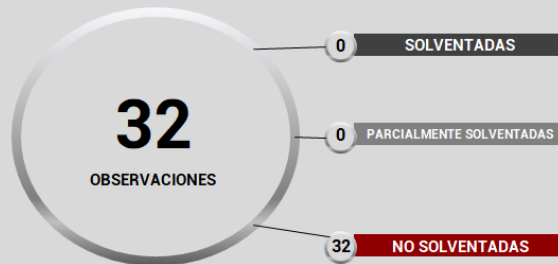 32
OBSERVACIONES
0 SOLVENTADAS
0 PARCIALMENTE SOLVENTADAS
32 NO SOLVENTADAS